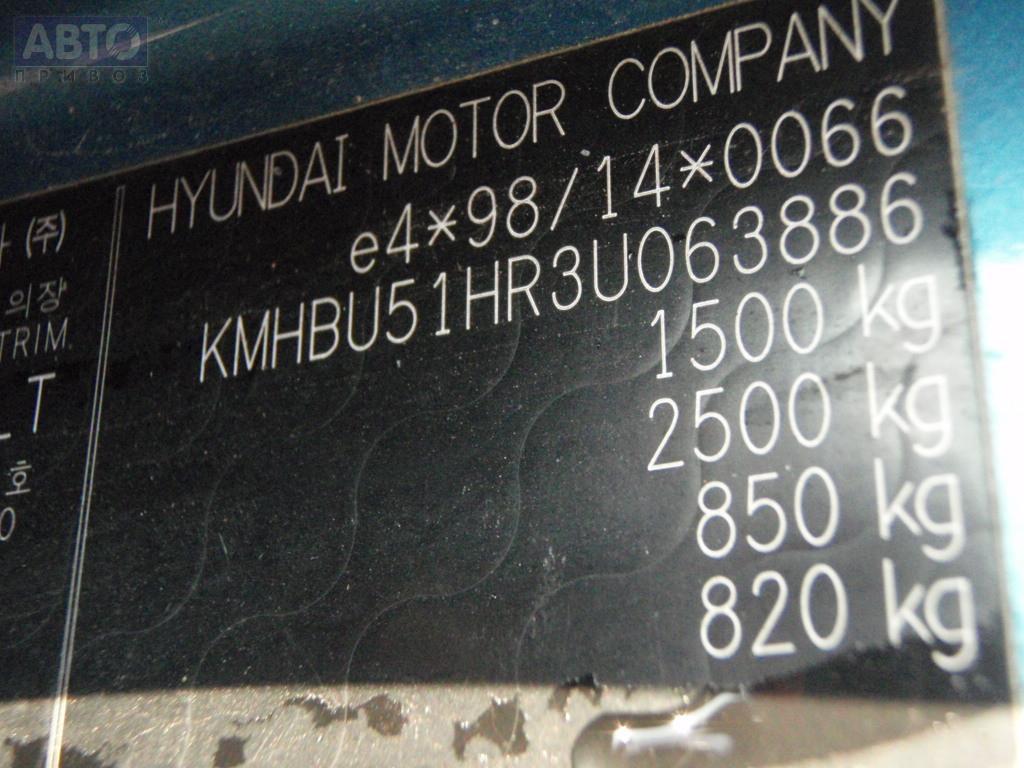 АВТО
ПРИВОЗ
HYUNDAI MOTOR COMPANY
e4*98/14*0066
KMHBU51HR3U063886
1500 kg
2500 kg
850 kg
820 kg
(주)
의장
TRIM.
T
호
0